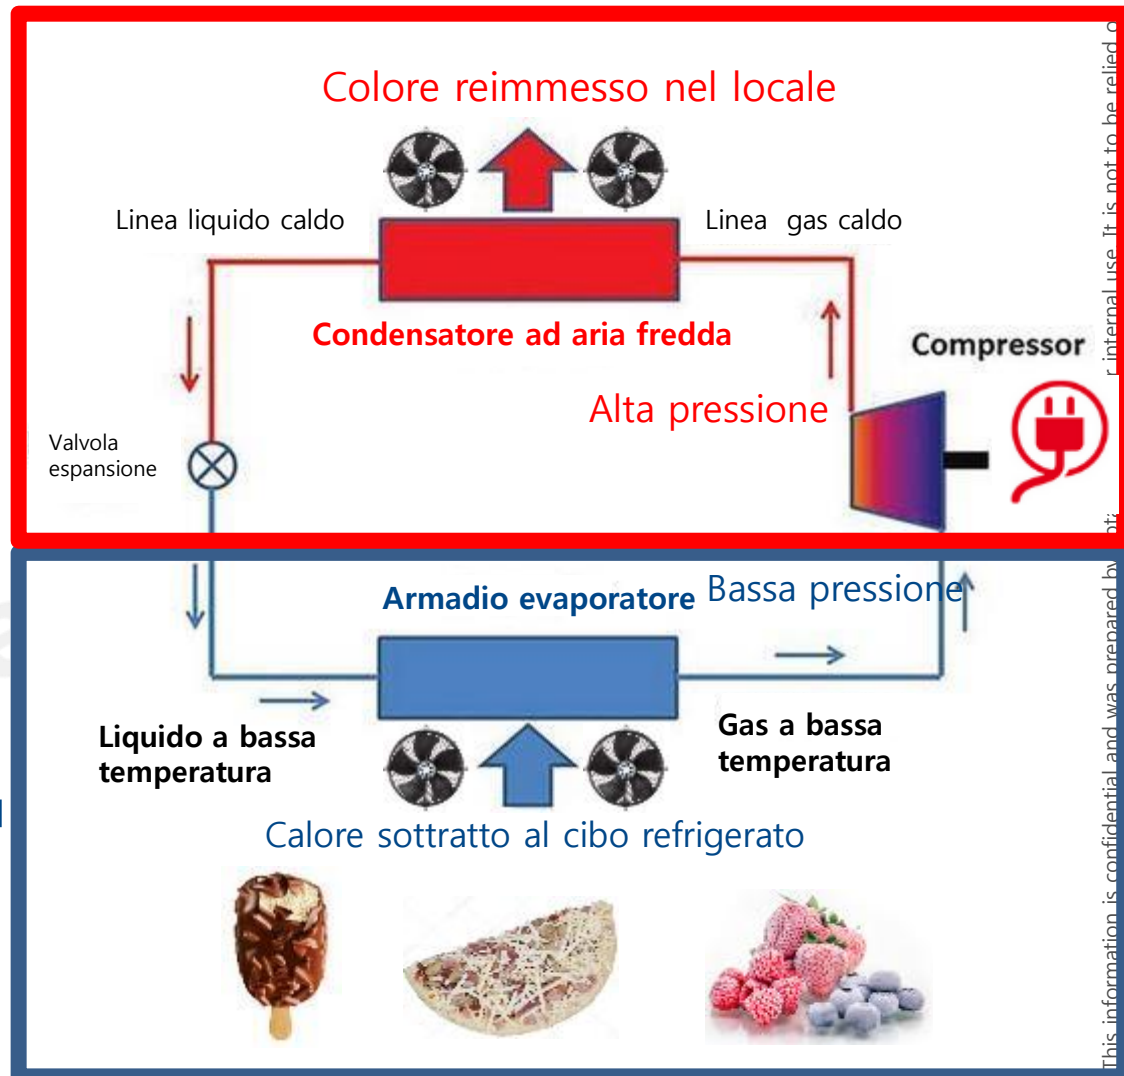 Colore reimmesso nel locale
Linea liquido caldo
Linea gas caldo
Condensatore ad aria fredda
Compressor
Alta pressione
Valvola
espansione
Armadio evaporatore
Bassa pressione
Liquido a bassa
temperatura
Gas a bassa
temperatura
Calore sottratto al cibo refrigerato
This information is confidential and was prepared by
r internal use. It is not to be relied o